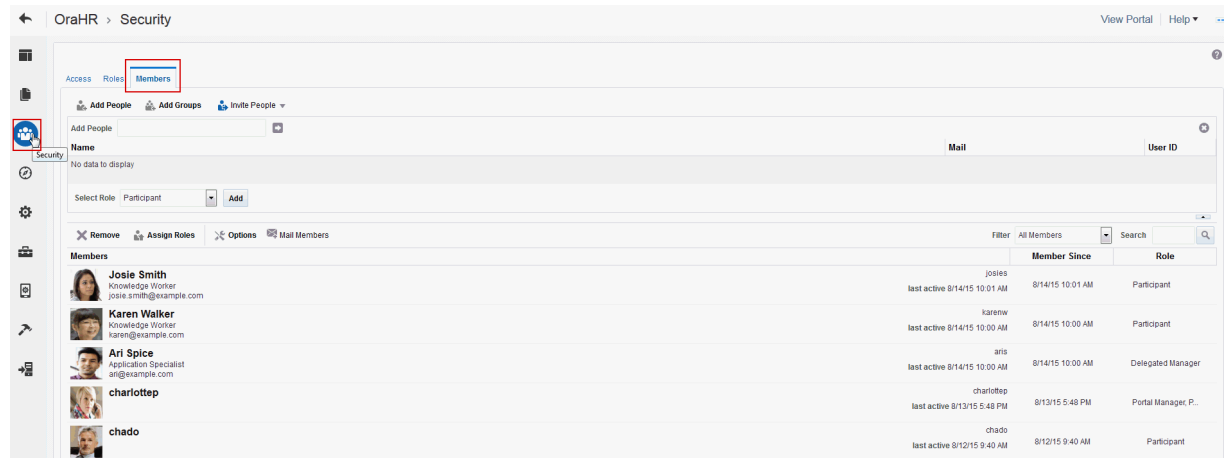 OraHR > Security
View Portal Help
Access Roles Members
Add People Add Groups Invite People
Add People
Security
Name Mail User ID
No data to display
Select Role Participant Add
Remove Assign Roles Options Mail Members Filter All Members Search
Members Member Since Role
Josie Smith josies
Knowledge Worker 8/14/15 10:01 AM Participant
josie.smith@example.com last active 8/14/15 10:01 AM
Karen Walker karenw
Knowledge Worker 8/14/15 10:00 AM Participant
karen@example.com last active 8/14/15 10:00 AM
Ari Spice aris
Application Specialist 8/14/15 10:00 AM Delegated Manager
ari@example.com last active 8/14/15 10:00 AM
charlottep charlottep
8/13/15 5:48 PM Portal Manager, P...
last active 8/13/15 5:48 PM
chado chado
8/12/15 9:40 AM Participant
last active 8/12/15 9:40 AM